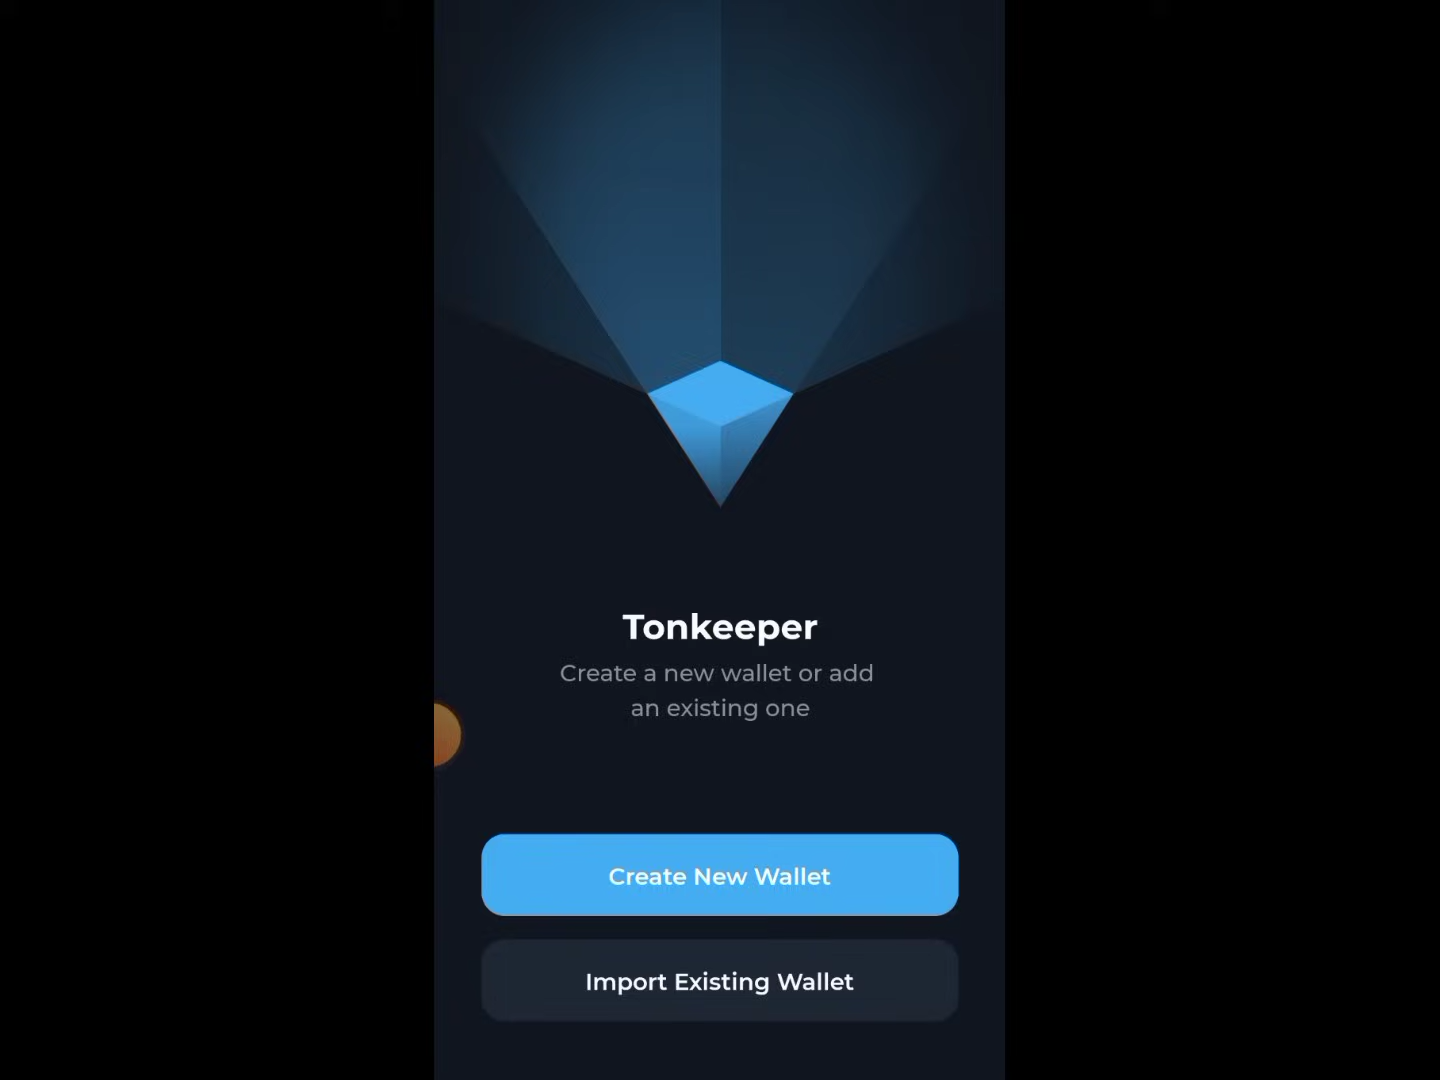 Tonkeeper
Create a new wallet or add
an existing one
Create New Wallet
Import Existing Wallet